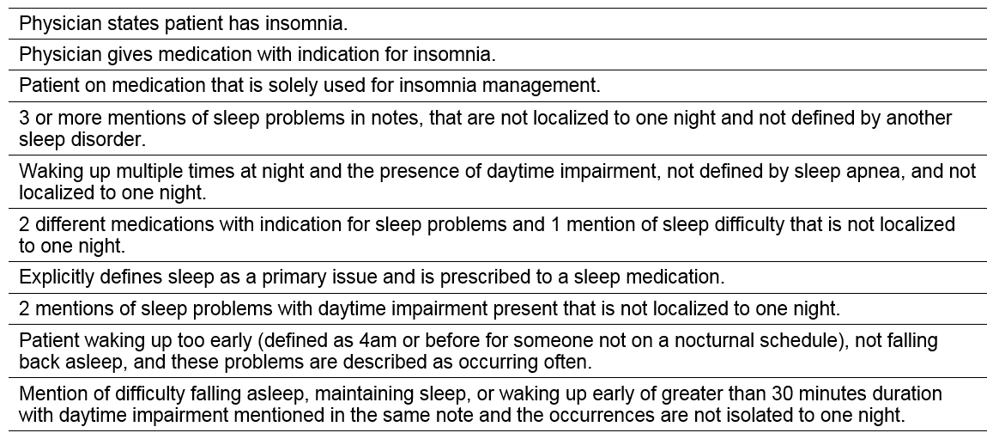 Physician states patient has insomnia.
Physician gives medication with indication for insomnia.
Patient on medication that is solely used for insomnia management.
3 or more mentions of sleep problems in notes, that are not localized to one night and not defined by another
sleep disorder.
Waking up multiple times at night and the presence of daytime impairment, not defined by sleep apnea, and not
localized to one night.
2 different medications with indication for sleep problems and 1 mention of sleep difficulty that is not localized
to one night.
Explicitly defines sleep as a primary issue and is prescribed to a sleep medication.
2 mentions of sleep problems with daytime impairment present that is not localized to one night.
Patient waking up too early (defined as 4am or before for someone not on a nocturnal schedule), not falling
back asleep, and these problems are described as occurring often.
Mention of difficulty falling asleep, maintaining sleep, or waking up early of greater than 30 minutes duration
with daytime impairment mentioned in the same note and the occurrences are not isolated to one night.